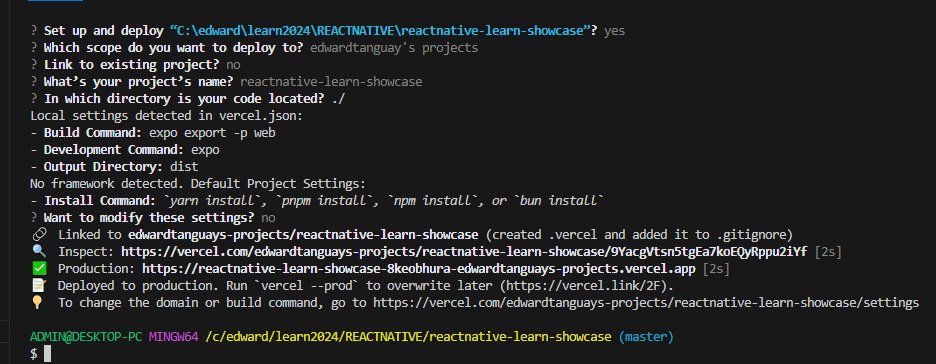 ? Set up and deploy “C:\edward\learn2024\REACTNATIVE\reactnative-learn-showcase”? yes
? Which scope do you want to deploy to? edwardtanguay's projects
? Link to existing project? no
? What’s your project’s name? reactnative-learn-showcase
? In which directory is your code located? ./
Local settings detected in vercel.json:
- Build Command: expo export -p web
- Development Command: expo
- Output Directory: dist
No framework detected. Default Project Settings:
- Install Command: `yarn install`, `pnpm install`, `npm install`, or `bun install`
? Want to modify these settings? no
🔗 Linked to edwardtanguays-projects/reactnative-learn-showcase (created .vercel and added it to .gitignore)
🔍 Inspect: https://vercel.com/edwardtanguays-projects/reactnative-learn-showcase/9YacgVtsn5tgEa7koEQyRppu2iYf [2s]
✅ Production: https://reactnative-learn-showcase-8keobhura-edwardtanguays-projects.vercel.app [2s]
📝 Deployed to production. Run `vercel --prod` to overwrite later (https://vercel.link/2F).
💡 To change the domain or build command, go to https://vercel.com/edwardtanguays-projects/reactnative-learn-showcase/settings
ADMIN@DESKTOP-PC MINGW64 /c/edward/learn2024/REACTNATIVE/reactnative-learn-showcase (master)
$